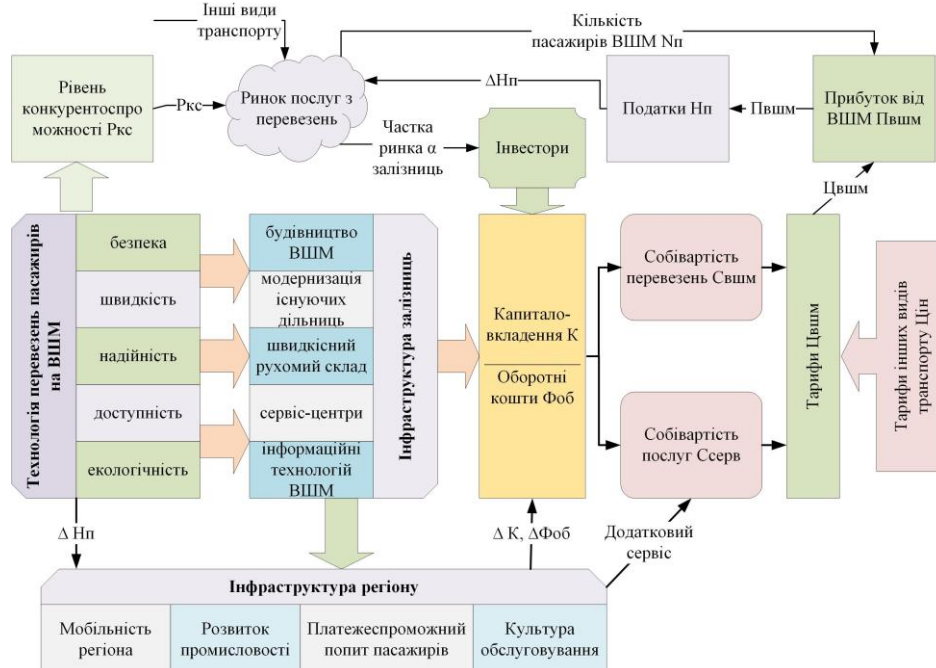 Інші види
транспорту
Кількість
пасажирів ВШМ Nп
Рівень
конкурентоспро
можності Ркс
Ркс
Ринок послуг з
перевезень
ΔНп
Податки Нп
Пвшм
Прибуток від
ВШМ Пвшм
Частка
ринка α
залізниць
Інвестори
Цвшм
Технологія перевезень пасажирів
на ВШМ
безпека
швидкість
надійність
доступність
екологічність
будівництво
ВШМ
модернизація
існуючих
дільниць
швидкісний
рухомий склад
сервіс-центри
інформаційні
технологій
ВШМ
Інфраструктура залізниць
Капитало-
вкладення К
Оборотні
кошти Фоб
Собівартість
перевезень Свшм
Собівартість
послуг Ссерв
Тарифи Цвшм
Тарифи інших видів
транспорту Цін
Δ Нп
Δ К, ΔФоб
Додатковий
сервіс
Інфраструктура регіону
Мобільність
регіона
Розвиток
промисловості
Платежеспроможний
попит пасажирів
Культура
обслуговування